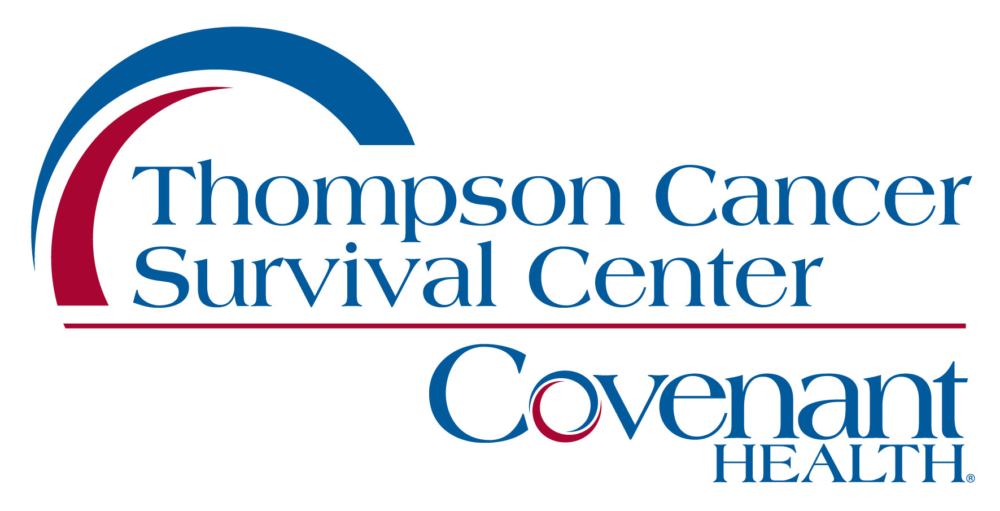 Thompson Cancer
Survival Center
Covenant
HEALTH®